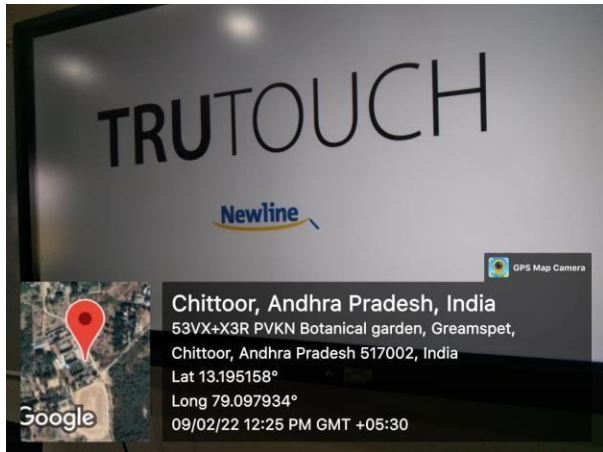 TRUTOUCH
Newline
GPS Map Camera
Chittoor, Andhra Pradesh, India
53VX+X3R PVKN Botanical garden, Greamspet,
Chittoor, Andhra Pradesh 517002, India
Lat 13.195158°
Long 79.097934°
09/02/22 12:25 PM GMT +05:30
Google